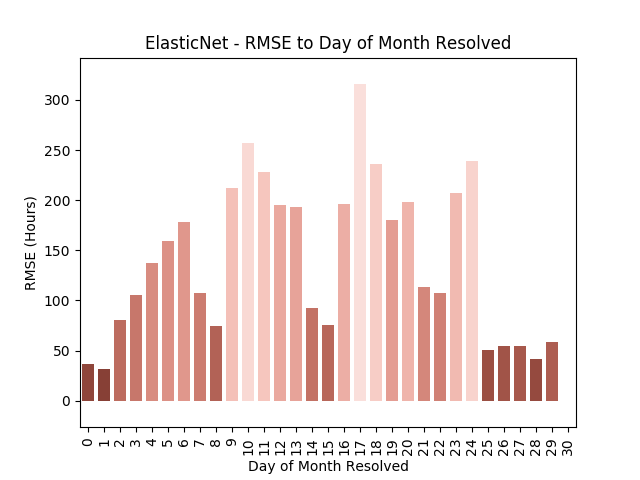 ElasticNet - RMSE to Day of Month Resolved
300
250
200
150
100
50
0
RMSE (Hours)
0 1 2 3 4 5 6 7 8 9 10 11 12 13 14 15 16 17 18 19 20 21 22 23 24 25 26 27 28 29 30
Day of Month Resolved